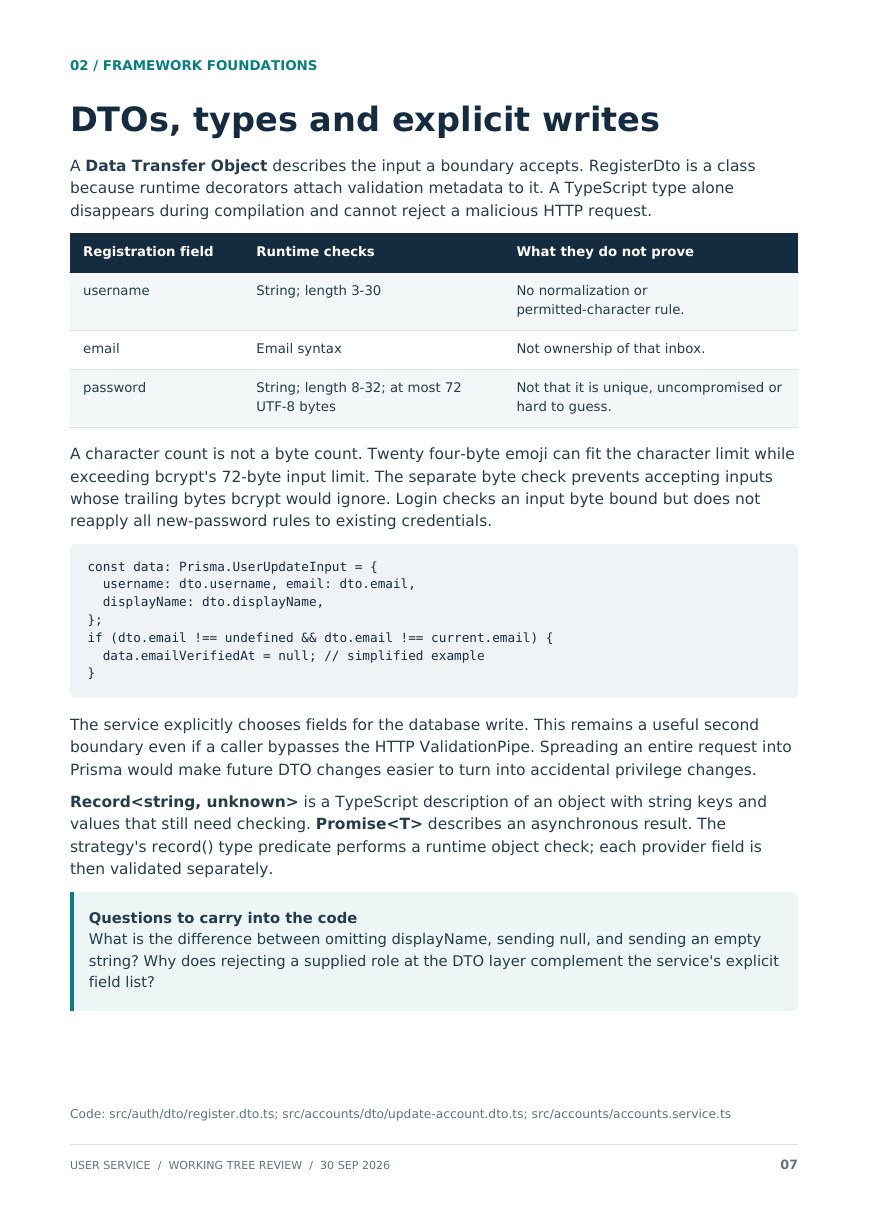 02 / FRAMEWORK FOUNDATIONS
DTOs, types and explicit writes
A Data Transfer Object describes the input a boundary accepts. RegisterDto is a class
because runtime decorators attach validation metadata to it. A TypeScript type alone
disappears during compilation and cannot reject a malicious HTTP request.
Registration field Runtime checks What they do not prove
username String; length 3-30 No normalization or
permitted-character rule.
email Email syntax Not ownership of that inbox.
password String; length 8-32; at most 72 Not that it is unique, uncompromised or
UTF-8 bytes hard to guess.
A character count is not a byte count. Twenty four-byte emoji can fit the character limit while
exceeding bcrypt's 72-byte input limit. The separate byte check prevents accepting inputs
whose trailing bytes bcrypt would ignore. Login checks an input byte bound but does not
reapply all new-password rules to existing credentials.
const data: Prisma.UserUpdateInput = {
  username: dto.username, email: dto.email,
  displayName: dto.displayName,
};
if (dto.email !== undefined && dto.email !== current.email) {
  data.emailVerifiedAt = null; // simplified example
}
The service explicitly chooses fields for the database write. This remains a useful second
boundary even if a caller bypasses the HTTP ValidationPipe. Spreading an entire request into
Prisma would make future DTO changes easier to turn into accidental privilege changes.
Record<string, unknown> is a TypeScript description of an object with string keys and
values that still need checking. Promise<T> describes an asynchronous result. The
strategy's record() type predicate performs a runtime object check; each provider field is
then validated separately.
Questions to carry into the code
What is the difference between omitting displayName, sending null, and sending an empty
string? Why does rejecting a supplied role at the DTO layer complement the service's explicit
field list?
Code: src/auth/dto/register.dto.ts; src/accounts/dto/update-account.dto.ts; src/accounts/accounts.service.ts
USER SERVICE / WORKING TREE REVIEW / 30 SEP 2026 07